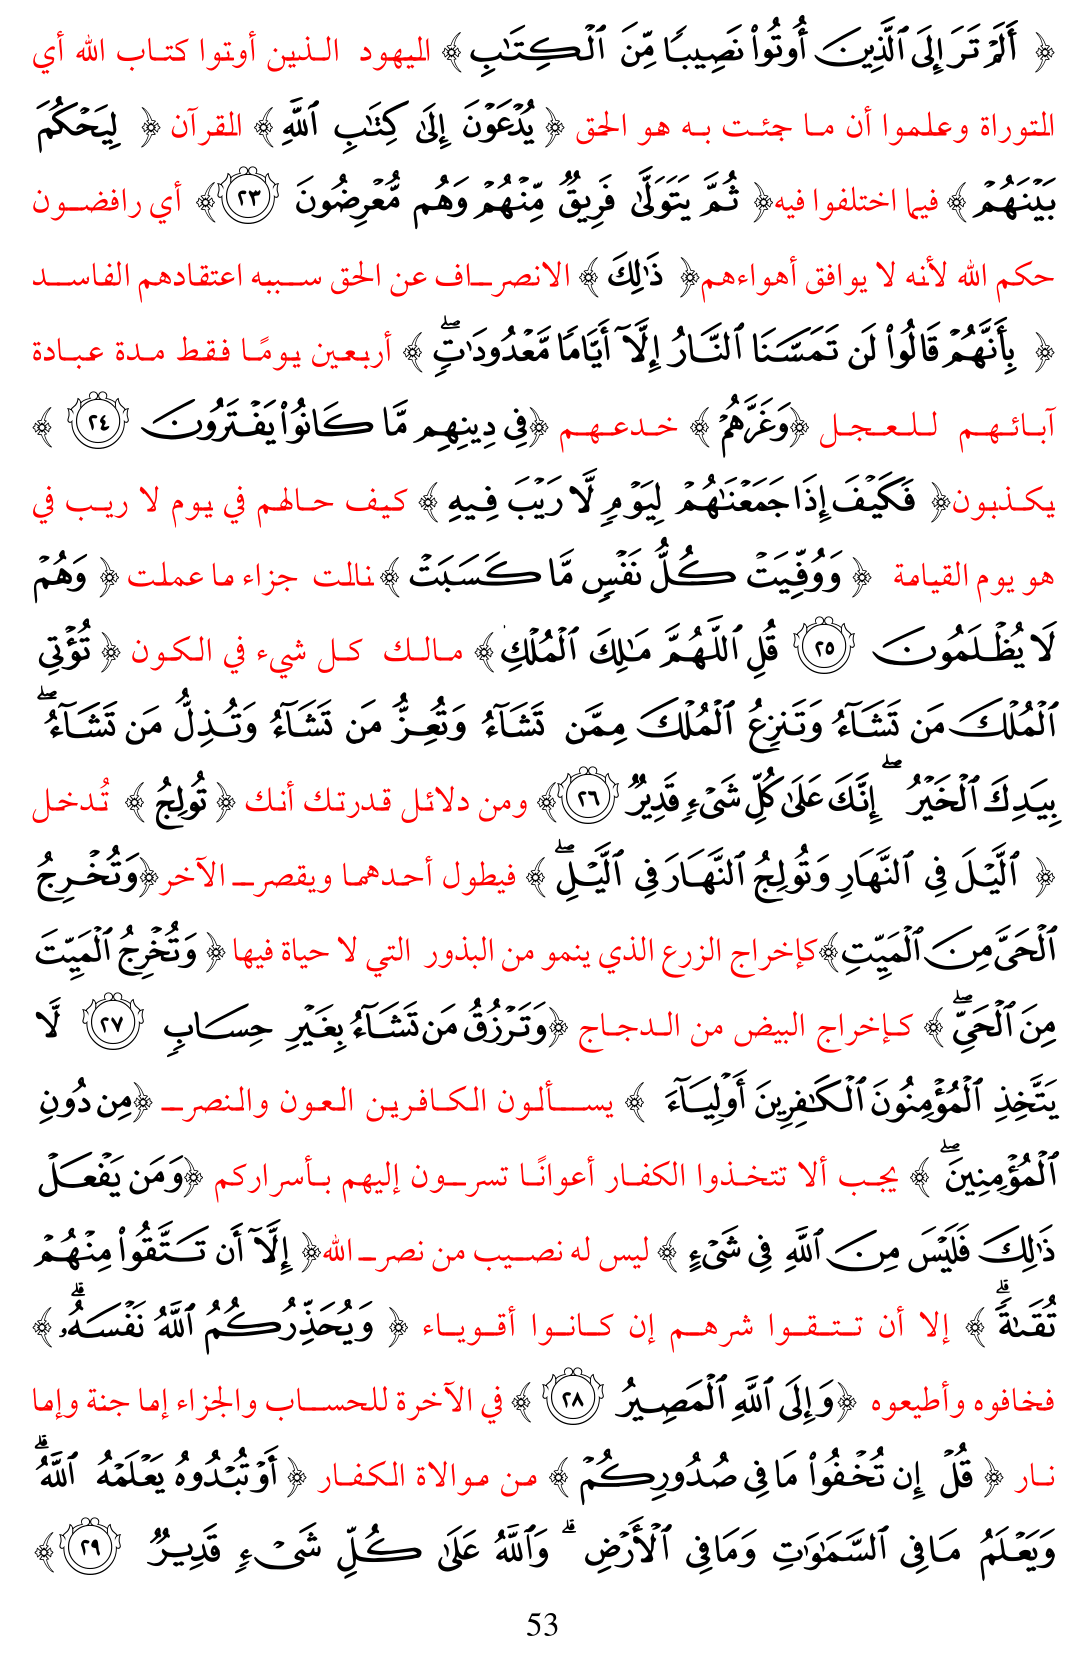 ﴿ أَلَمۡ تَرَ إِلَى ٱلَّذِينَ أُوتُواْ نَصِيبٗا مِّنَ ٱلۡكِتَٰبِ ﴾ اليهود الذين أوتوا كتاب الله أي
التوراة وعلموا أن ما جئت به هو الحق ﴿ يُدۡعَوۡنَ إِلَىٰ كِتَٰبِ ٱللَّهِ ﴾ القرآن ﴿ لِيَحۡكُمَ
بَيۡنَهُمۡ ﴾ فيما اختلفوا فيه﴿ ثُمَّ يَتَوَلَّىٰ فَرِيقٞ مِّنۡهُمۡ وَهُم مُّعۡرِضُونَ ٢٣﴾ أي رافضون
حكم الله لأنه لا يوافق أهواءهم﴿ ذَٰلِكَ ﴾ الانصراف عن الحق سببه اعتقادهم الفاسد
﴿ بِأَنَّهُمۡ قَالُواْ لَن تَمَسَّنَا ٱلنَّارُ إِلَّآ أَيَّامٗا مَّعۡدُودَٰتٖۖ ﴾ أربعين يومًا فقط مدة عبادة
آبائهم للعجل ﴿وَغَرَّهُمۡ ﴾ خدعهم ﴿فِي دِينِهِم مَّا كَانُواْ يَفۡتَرُونَ ٢٤ ﴾
يكذبون﴿ فَكَيۡفَ إِذَا جَمَعۡنَٰهُمۡ لِيَوۡمٖ لَّا رَيۡبَ فِيهِ ﴾ كيف حالهم في يوم لا ريب في
هو يوم القيامة ﴿ وَوُفِّيَتۡ كُلُّ نَفۡسٖ مَّا كَسَبَتۡ ﴾نالت جزاء ما عملت ﴿ وَهُمۡ
لَا يُظۡلَمُونَ ٢٥ قُلِ ٱللَّهُمَّ مَٰلِكَ ٱلۡمُلۡكِ﴾ مالك كل شيء في الكون ﴿ تُؤۡتِي
ٱلۡمُلۡكَ مَن تَشَآءُ وَتَنزِعُ ٱلۡمُلۡكَ مِمَّن تَشَآءُ وَتُعِزُّ مَن تَشَآءُ وَتُذِلُّ مَن تَشَآءُۖ
بِيَدِكَ ٱلۡخَيۡرُۖ إِنَّكَ عَلَىٰ كُلِّ شَيۡءٖ قَدِيرٞ ٢٦﴾ ومن دلائل قدرتك أنك ﴿ تُولِجُ ﴾ تُدخل
﴿ ٱلَّيۡلَ فِي ٱلنَّهَارِ وَتُولِجُ ٱلنَّهَارَ فِي ٱلَّيۡلِۖ ﴾ فيطول أحدهما ويقصر الآخر﴿وَتُخۡرِجُ
ٱلۡحَيَّ مِنَ ٱلۡمَيِّتِ﴾كإخراج الزرع الذي ينمو من البذور التي لا حياة فيها ﴿ وَتُخۡرِجُ ٱلۡمَيِّتَ
مِنَ ٱلۡحَيِّۖ ﴾ كإخراج البيض من الدجاج ﴿وَتَرۡزُقُ مَن تَشَآءُ بِغَيۡرِ حِسَابٖ ٢٧ لَّا
يَتَّخِذِ ٱلۡمُؤۡمِنُونَ ٱلۡكَٰفِرِينَ أَوۡلِيَآءَ ﴾ يسألون الكافرين العون والنصر ﴿مِن دُونِ
ٱلۡمُؤۡمِنِينَۖ ﴾ يجب ألا تتخذوا الكفار أعوانًا تسرون إليهم بأسراركم ﴿وَمَن يَفۡعَلۡ
ذَٰلِكَ فَلَيۡسَ مِنَ ٱللَّهِ فِي شَيۡءٍ ﴾ ليس له نصيب من نصر الله﴿ إِلَّآ أَن تَتَّقُواْ مِنۡهُمۡ
تُقَىٰةٗۗ ﴾ إلا أن تتقوا شرهم إن كانوا أقوياء ﴿ وَيُحَذِّرُكُمُ ٱللَّهُ نَفۡسَهُۥۗ ﴾
فخافوه وأطيعوه ﴿وَإِلَى ٱللَّهِ ٱلۡمَصِيرُ ٢٨ ﴾ في الآخرة للحساب والجزاء إما جنة وإما
نار ﴿ قُلۡ إِن تُخۡفُواْ مَا فِي صُدُورِكُمۡ ﴾ من موالاة الكفار ﴿ أَوۡ تُبۡدُوهُ يَعۡلَمۡهُ ٱللَّهُۗ
وَيَعۡلَمُ مَا فِي ٱلسَّمَٰوَٰتِ وَمَا فِي ٱلۡأَرۡضِۗ وَٱللَّهُ عَلَىٰ كُلِّ شَيۡءٖ قَدِيرٞ ٢٩ ﴾
53